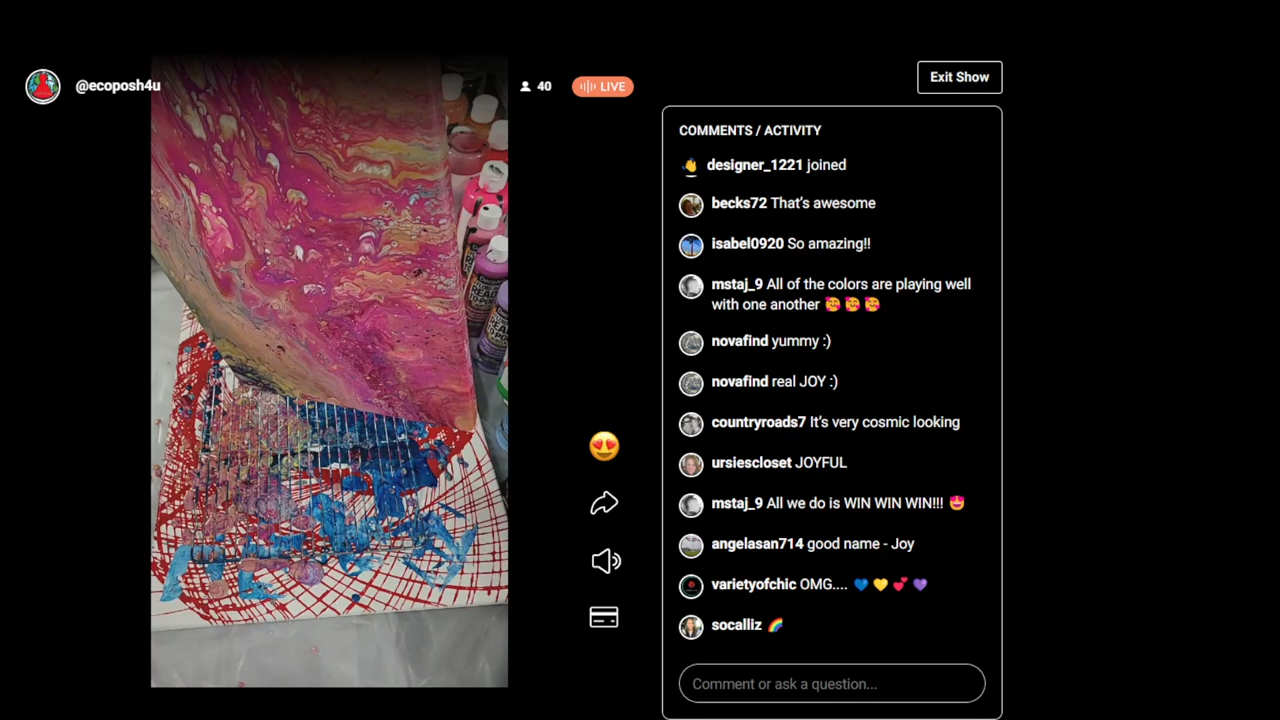 @ecoposh4u
40
LIVE
Exit Show
COMMENTS / ACTIVITY
designer_1221 joined
becks72 That's awesome
isabel0920 So amazing!!
mstaj_9 All of the colors are playing well
with one another 🥰 🥰 🥰
novafind yummy :)
novafind real JOY :)
countryroads7 It's very cosmic looking
ursiescloset JOYFUL
mstaj_9 All we do is WIN WIN WIN!!! 🤩
angelasan714 good name - Joy
varietyofchic OMG.... 💙 💛 💕 💜
socalliz 🌈
Comment or ask a question...